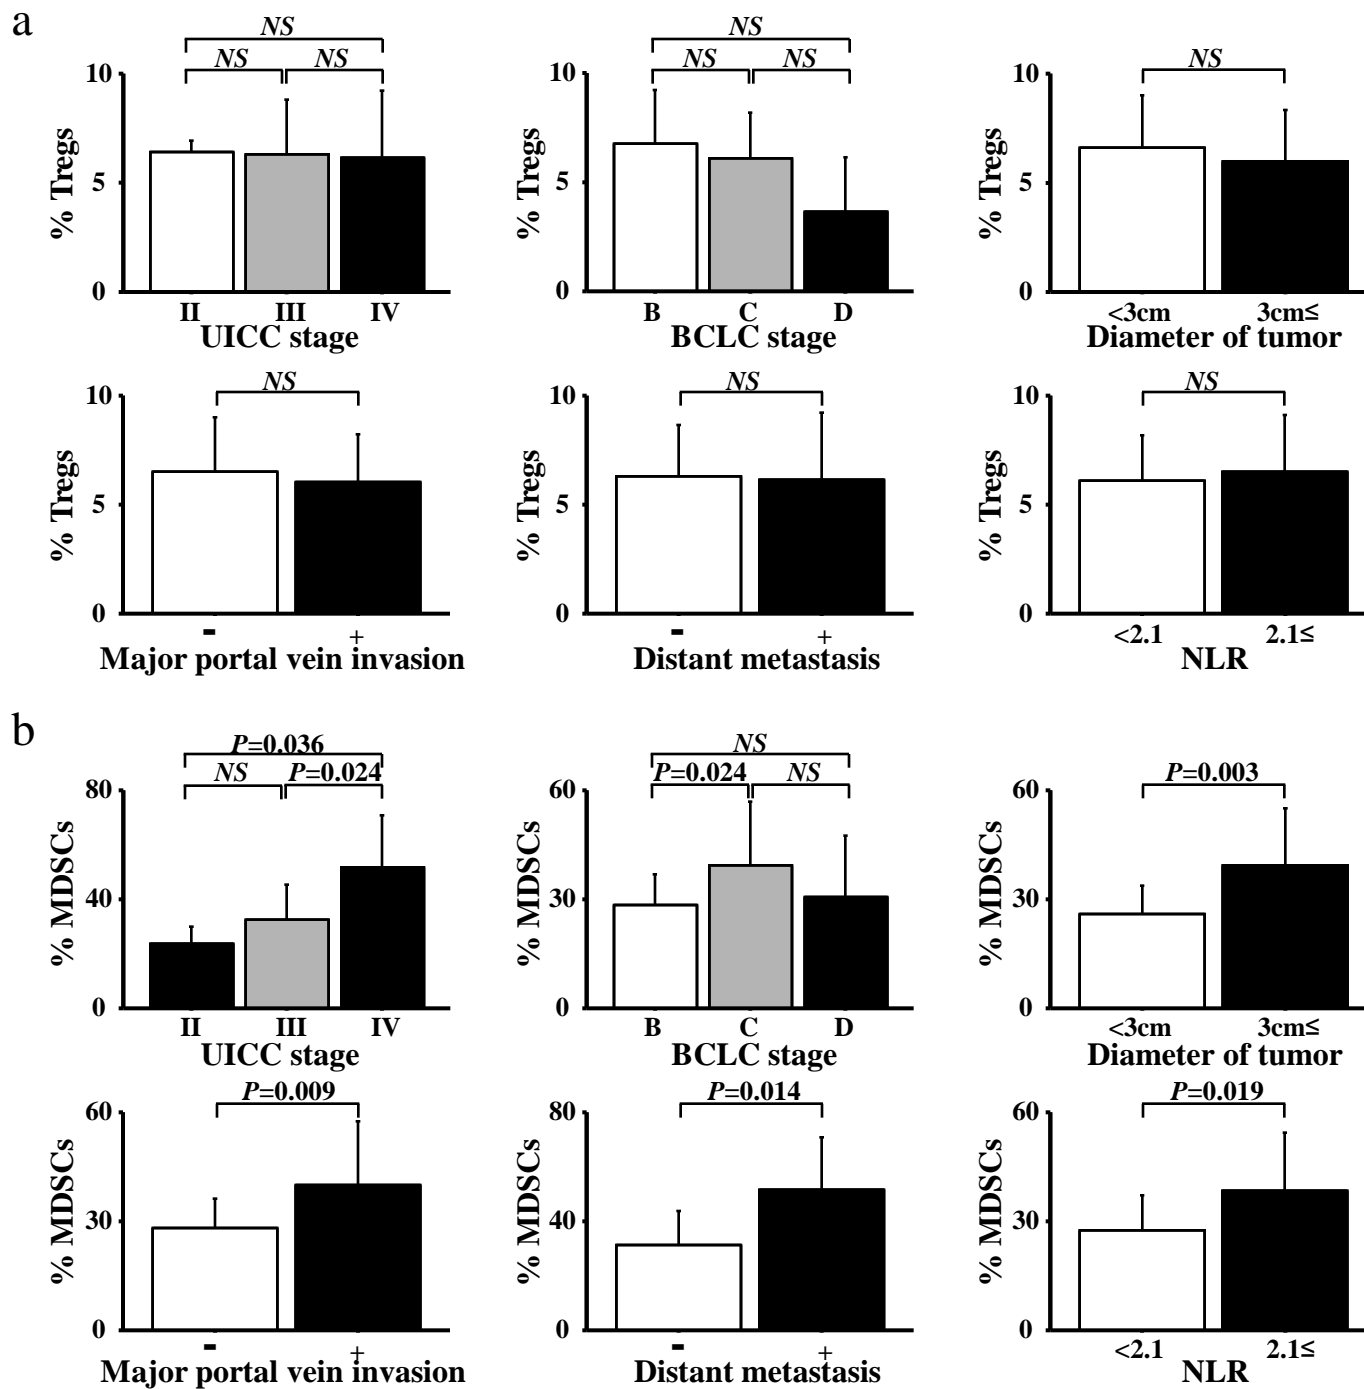 a
NS
NS NS
10
5
0
% Tregs
II III IV
UICC stage
NS
NS NS
10
5
0
% Tregs
B C D
BCLC stage
NS
10
5
0
% Tregs
<3cm 3cm≤
Diameter of tumor
NS
10
5
0
% Tregs
- +
Major portal vein invasion
NS
10
5
0
% Tregs
- +
Distant metastasis
NS
10
5
0
% Tregs
<2.1 2.1≤
NLR
b
P=0.036
NS P=0.024
80
40
0
% MDSCs
II III IV
UICC stage
NS
P=0.024 NS
60
30
0
% MDSCs
B C D
BCLC stage
P=0.003
60
30
0
% MDSCs
<3cm 3cm≤
Diameter of tumor
P=0.009
60
30
0
% MDSCs
- +
Major portal vein invasion
P=0.014
80
40
0
% MDSCs
- +
Distant metastasis
P=0.019
60
30
0
% MDSCs
<2.1 2.1≤
NLR